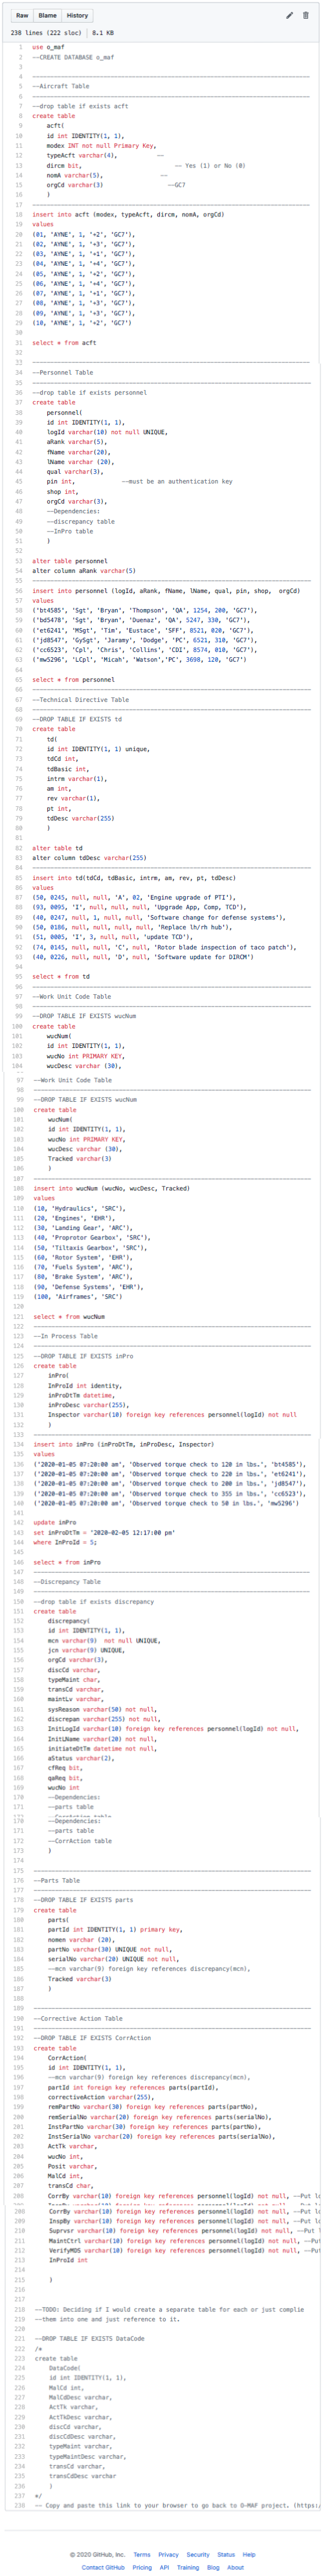 Raw Blame History
238 lines (222 sloc) 8.1 KB
1 use o_maf
2 --CREATE DATABASE o_maf
3
4 --------------------------------------------------------------------------------
5 --Aircraft Table
6 --------------------------------------------------------------------------------
7 --drop table if exists acft
8 create table
9 acft(
10 id int IDENTITY(1, 1),
11 modex INT not null Primary Key,
12 typeAcft varchar(4), --
13 dircm bit, -- Yes (1) or No (0)
14 nomA varchar(5), --
15 orgCd varchar(3) --GC7
16 )
17 --------------------------------------------------------------------------------
18 insert into acft (modex, typeAcft, dircm, nomA, orgCd)
19 values
20 (01, 'AYNE', 1, '+2', 'GC7'),
21 (02, 'AYNE', 1, '+3', 'GC7'),
22 (03, 'AYNE', 1, '+1', 'GC7'),
23 (04, 'AYNE', 1, '+4', 'GC7'),
24 (05, 'AYNE', 1, '+2', 'GC7'),
25 (06, 'AYNE', 1, '+4', 'GC7'),
26 (07, 'AYNE', 1, '+1', 'GC7'),
27 (08, 'AYNE', 1, '+3', 'GC7'),
28 (09, 'AYNE', 1, '+3', 'GC7'),
29 (10, 'AYNE', 1, '+2', 'GC7')
30
31 select * from acft
32
33 --------------------------------------------------------------------------------
34 --Personnel Table
35 --------------------------------------------------------------------------------
36 --drop table if exists personnel
37 create table
38 personnel(
39 id int IDENTITY(1, 1),
40 logId varchar(10) not null UNIQUE,
41 aRank varchar(5),
42 fName varchar(20),
43 lName varchar (20),
44 qual varchar(3),
45 pin int, --must be an authentication key
46 shop int,
47 orgCd varchar(3),
48 --Dependencies:
49 --discrepancy table
50 --InPro table
51 )
52
53 alter table personnel
54 alter column aRank varchar(5)
55 --------------------------------------------------------------------------------
56 insert into personnel (logId, aRank, fName, lName, qual, pin, shop, orgCd)
57 values
58 ('bt4585', 'Sgt', 'Bryan', 'Thompson', 'QA', 1254, 200, 'GC7'),
59 ('bd5478', 'Sgt', 'Bryan', 'Duenaz', 'QA', 5247, 330, 'GC7'),
60 ('et6241', 'MSgt', 'Tim', 'Eustace', 'SFF', 8521, 020, 'GC7'),
61 ('jd8547', 'GySgt', 'Jaramy', 'Dodge', 'PC', 6521, 310, 'GC7'),
62 ('cc6523', 'Cpl', 'Chris', 'Collins', 'CDI', 8574, 010, 'GC7'),
63 ('mw5296', 'LCpl', 'Micah', 'Watson','PC', 3698, 120, 'GC7')
64
65 select * from personnel
66 --------------------------------------------------------------------------------
67 --Technical Directive Table
68 --------------------------------------------------------------------------------
69 --DROP TABLE IF EXISTS td
70 create table
71 td(
72 id int IDENTITY(1, 1) unique,
73 tdCd int,
74 tdBasic int,
75 intrm varchar(1),
76 am int,
77 rev varchar(1),
78 pt int,
79 tdDesc varchar(255)
80 )
81
82 alter table td
83 alter column tdDesc varchar(255)
84 --------------------------------------------------------------------------------
85 insert into td(tdCd, tdBasic, intrm, am, rev, pt, tdDesc)
86 values
87 (50, 0245, null, null, 'A', 02, 'Engine upgrade of PTI'),
88 (93, 0095, 'I', null, null, null, 'Upgrade App, Comp, TCD'),
89 (40, 0247, null, 1, null, null, 'Software change for defense systems'),
90 (50, 0186, null, null, null, null, 'Replace lh/rh hub'),
91 (51, 0005, 'I', 3, null, null, 'update TCD'),
92 (74, 0145, null, null, 'C', null, 'Rotor blade inspection of taco patch'),
93 (40, 0226, null, null, 'D', null, 'Software update for DIRCM')
94
95 select * from td
96 --------------------------------------------------------------------------------
97 --Work Unit Code Table
98 --------------------------------------------------------------------------------
99 --DROP TABLE IF EXISTS wucNum
100 create table
101 wucNum(
102 id int IDENTITY(1, 1),
103 wucNo int PRIMARY KEY,
104 wucDesc varchar (30),
97 --Work Unit Code Table
98 --------------------------------------------------------------------------------
99 --DROP TABLE IF EXISTS wucNum
100 create table
101 wucNum(
102 id int IDENTITY(1, 1),
103 wucNo int PRIMARY KEY,
104 wucDesc varchar (30),
105 Tracked varchar(3)
106 )
107 --------------------------------------------------------------------------------
108 insert into wucNum (wucNo, wucDesc, Tracked)
109 values
110 (10, 'Hydraulics', 'SRC'),
111 (20, 'Engines', 'EHR'),
112 (30, 'Landing Gear', 'ARC'),
113 (40, 'Proprotor Gearbox', 'SRC'),
114 (50, 'Tiltaxis Gearbox', 'SRC'),
115 (60, 'Rotor System', 'EHR'),
116 (70, 'Fuels System', 'ARC'),
117 (80, 'Brake System', 'ARC'),
118 (90, 'Defense Systems', 'EHR'),
119 (100, 'Airframes', 'SRC')
120
121 select * from wucNum
122 --------------------------------------------------------------------------------
123 --In Process Table
124 --------------------------------------------------------------------------------
125 --DROP TABLE IF EXISTS inPro
126 create table
127 inPro(
128 InProId int identity,
129 inProDtTm datetime,
130 inProDesc varchar(255),
131 Inspector varchar(10) foreign key references personnel(logId) not null
132 )
133 --------------------------------------------------------------------------------
134 insert into inPro (inProDtTm, inProDesc, Inspector)
135 values
136 ('2020-01-05 07:20:00 am', 'Observed torque check to 120 in lbs.', 'bt4585'),
137 ('2020-01-05 07:20:00 am', 'Observed torque check to 220 in lbs.', 'et6241'),
138 ('2020-01-05 07:20:00 am', 'Observed torque check to 200 in lbs.', 'jd8547'),
139 ('2020-01-05 07:20:00 am', 'Observed torque check to 355 in lbs.', 'cc6523'),
140 ('2020-01-05 07:20:00 am', 'Observed torque check to 50 in lbs.', 'mw5296')
141
142 update inPro
143 set inProDtTm = '2020-02-05 12:17:00 pm'
144 where InProId = 5;
145
146 select * from inPro
147 --------------------------------------------------------------------------------
148 --Discrepancy Table
149 --------------------------------------------------------------------------------
150 --drop table if exists discrepancy
151 create table
152 discrepancy(
153 id int IDENTITY(1, 1),
154 mcn varchar(9) not null UNIQUE,
155 jcn varchar(9) UNIQUE,
156 orgCd varchar(3),
157 discCd varchar,
158 typeMaint char,
159 transCd varchar,
160 maintLv varchar,
161 sysReason varchar(50) not null,
162 discrepan varchar(255) not null,
163 InitLogId varchar(10) foreign key references personnel(logId) not null,
164 InitLName varchar(20) not null,
165 initiateDtTm datetime not null,
166 aStatus varchar(2),
167 cfReq bit,
168 qaReq bit,
169 wucNo int
170 --Dependencies:
171 --parts table
170 --Dependencies:
171 --parts table
172 --CorrAction table
173 )
174
175 --------------------------------------------------------------------------------
176 --Parts Table
177 --------------------------------------------------------------------------------
178 --DROP TABLE IF EXISTS parts
179 create table
180 parts(
181 partId int IDENTITY(1, 1) primary key,
182 nomen varchar (20),
183 partNo varchar(30) UNIQUE not null,
184 serialNo varchar(20) UNIQUE not null,
185 --mcn varchar(9) foreign key references discrepancy(mcn),
186 Tracked varchar(3)
187 )
188
189 --------------------------------------------------------------------------------
190 --Corrective Action Table
191 --------------------------------------------------------------------------------
192 --DROP TABLE IF EXISTS CorrAction
193 create table
194 CorrAction(
195 id int IDENTITY(1, 1),
196 --mcn varchar(9) foreign key references discrepancy(mcn),
197 partId int foreign key references parts(partId),
198 correctiveAction varchar(255),
199 remPartNo varchar(30) foreign key references parts(partNo),
200 remSerialNo varchar(20) foreign key references parts(serialNo),
201 InstPartNo varchar(30) foreign key references parts(partNo),
202 InstSerialNo varchar(20) foreign key references parts(serialNo),
203 ActTk varchar,
204 wucNo int,
205 Posit varchar,
206 MalCd int,
207 transCd char,
208 CorrBy varchar(10) foreign key references personnel(logId) not null, --Put lo
208 CorrBy varchar(10) foreign key references personnel(logId) not null, --Put lo
209 InspBy varchar(10) foreign key references personnel(logId) not null, --Put lo
210 Suprvsr varchar(10) foreign key references personnel(logId) not null, --Put l
211 MaintCtrl varchar(10) foreign key references personnel(logId) not null, --Put
212 VerifyMDS varchar(10) foreign key references personnel(logId) not null, --Put
213 InProId int
214
215 )
216
217
218 --TODO: Deciding if I would create a separate table for each or just complie
219 --them into one and just reference to it.
220
221 --DROP TABLE IF EXISTS DataCode
222 /*
223 create table
224 DataCode(
225 id int IDENTITY(1, 1),
226 MalCd int,
227 MalCdDesc varchar,
228 ActTk varchar,
229 ActTkDesc varchar,
230 discCd varchar,
231 discCdDesc varchar,
232 typeMaint varchar,
233 typeMaintDesc varchar,
234 transCd varchar,
235 transCdDesc varchar
236 )
237 */
238 -- Copy and paste this link to your browser to go back to O-MAF project. (https:/
© 2020 GitHub, Inc. Terms Privacy Security Status Help
Contact GitHub Pricing API Training Blog About